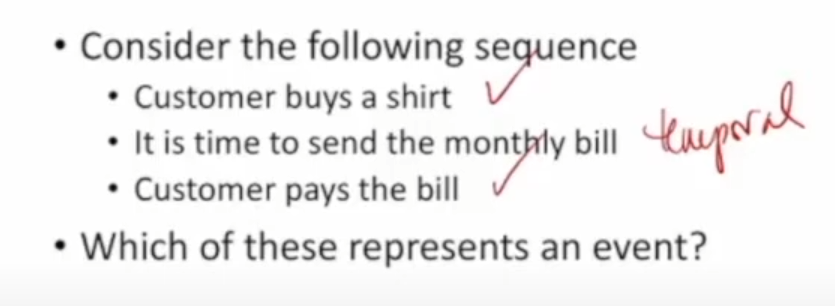 • Consider the following sequence
• Customer buys a shirt ✓
• It is time to send the monthly bill temporal
• Customer pays the bill ✓
• Which of these represents an event?